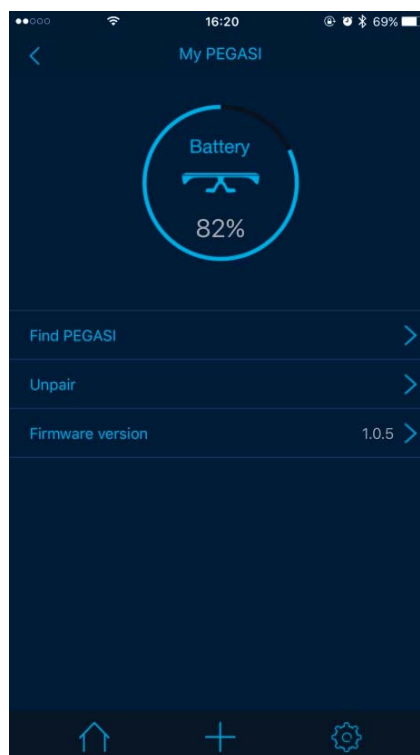 16:20
69%
My PEGASI
Battery
82%
Find PEGASI
Unpair
Firmware version 1.0.5